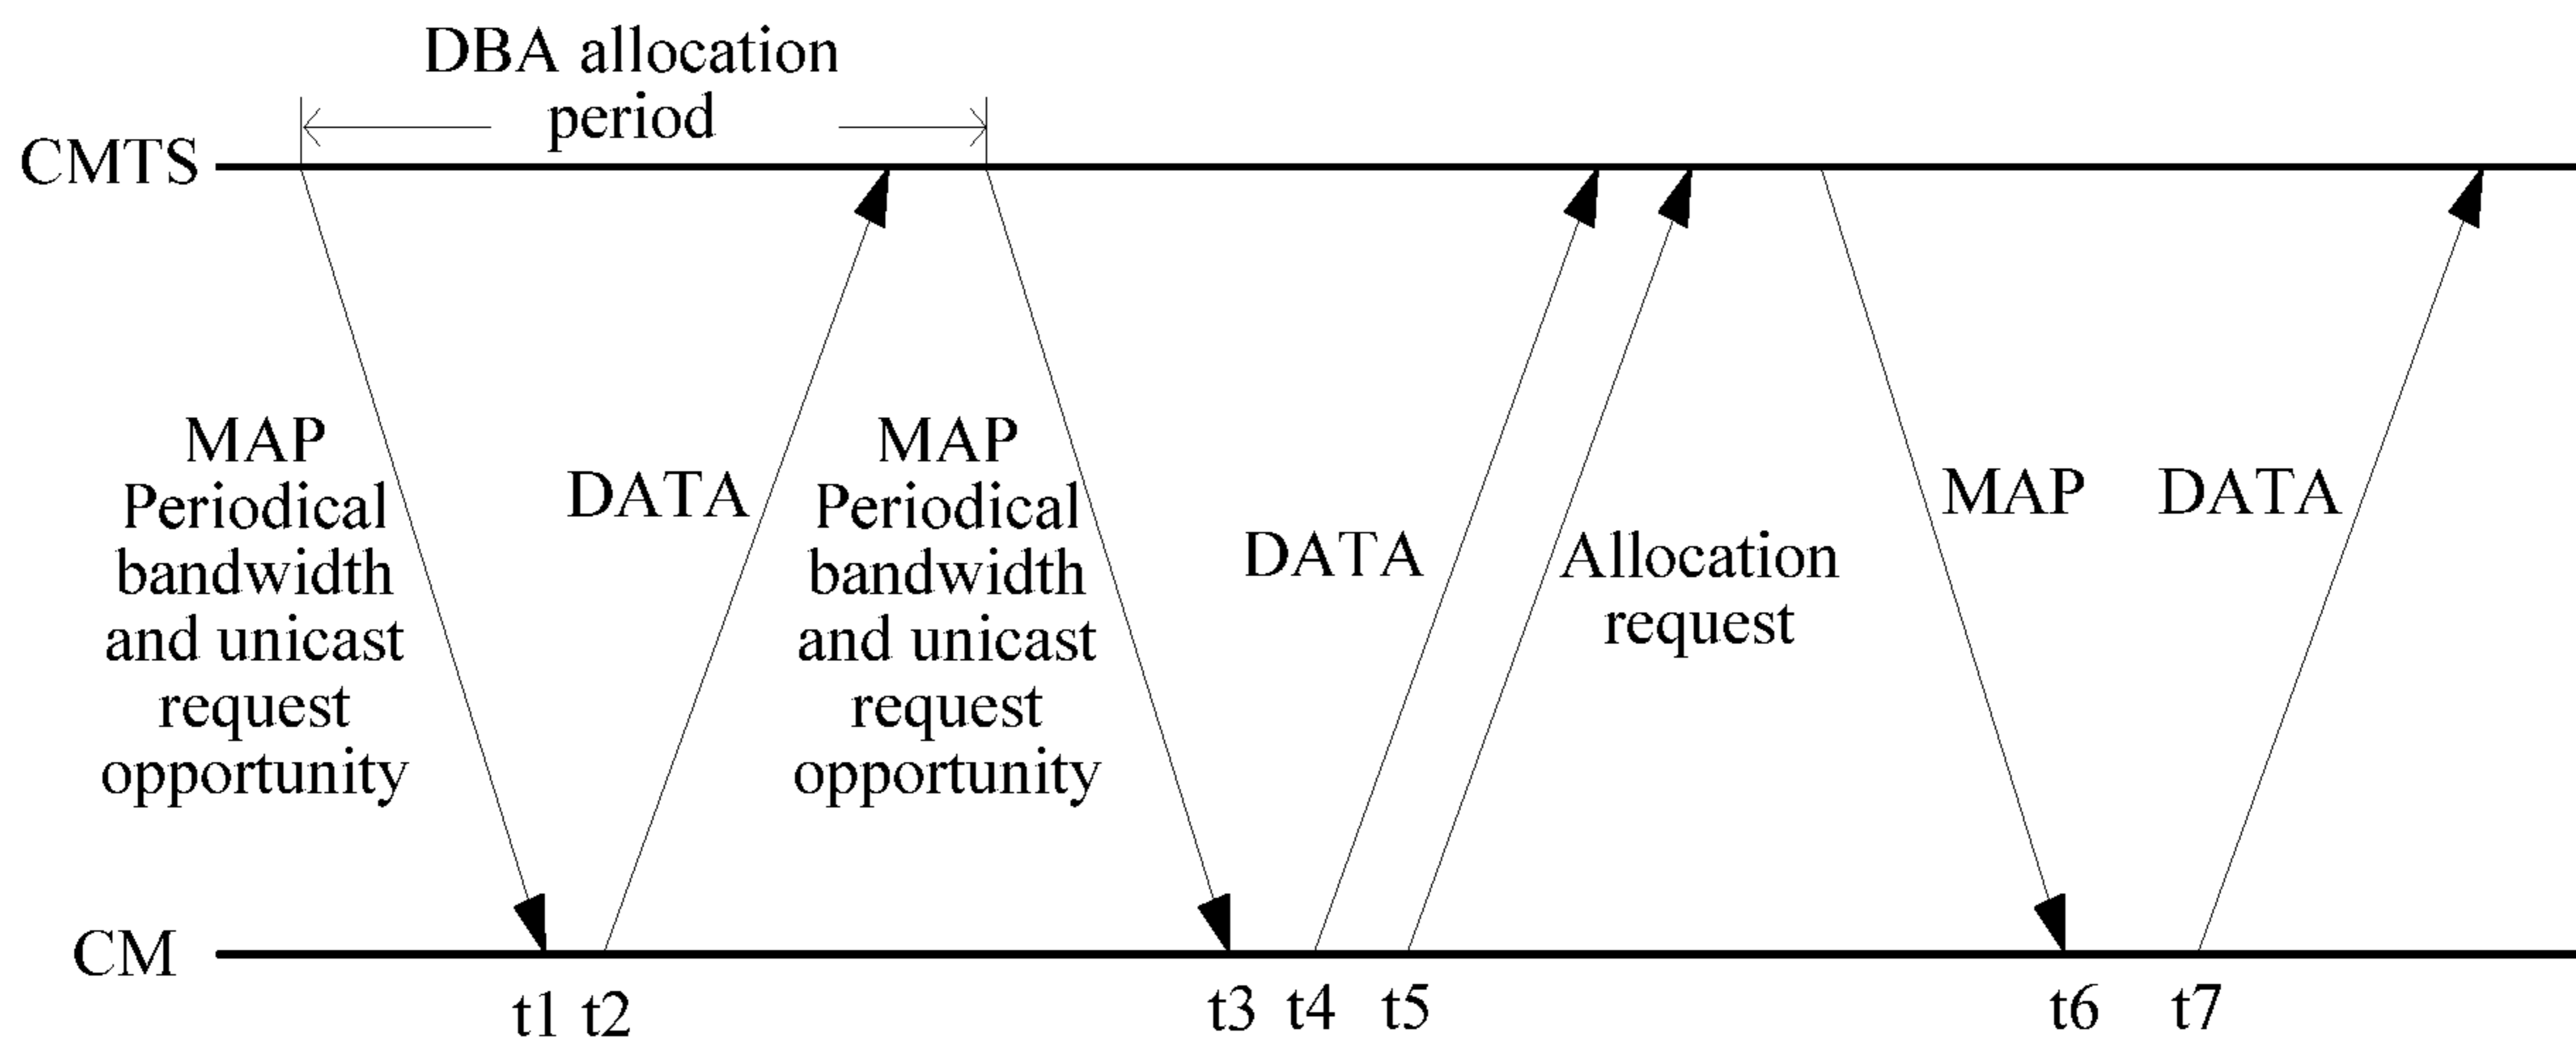 DBA allocation
period
CMTS
MAP
Periodical
bandwidth
and unicast
request
opportunity
DATA
MAP
Periodical
bandwidth
and unicast
request
opportunity
DATA
Allocation
request
MAP
DATA
CM
t1 t2 t3 t4 t5 t6 t7